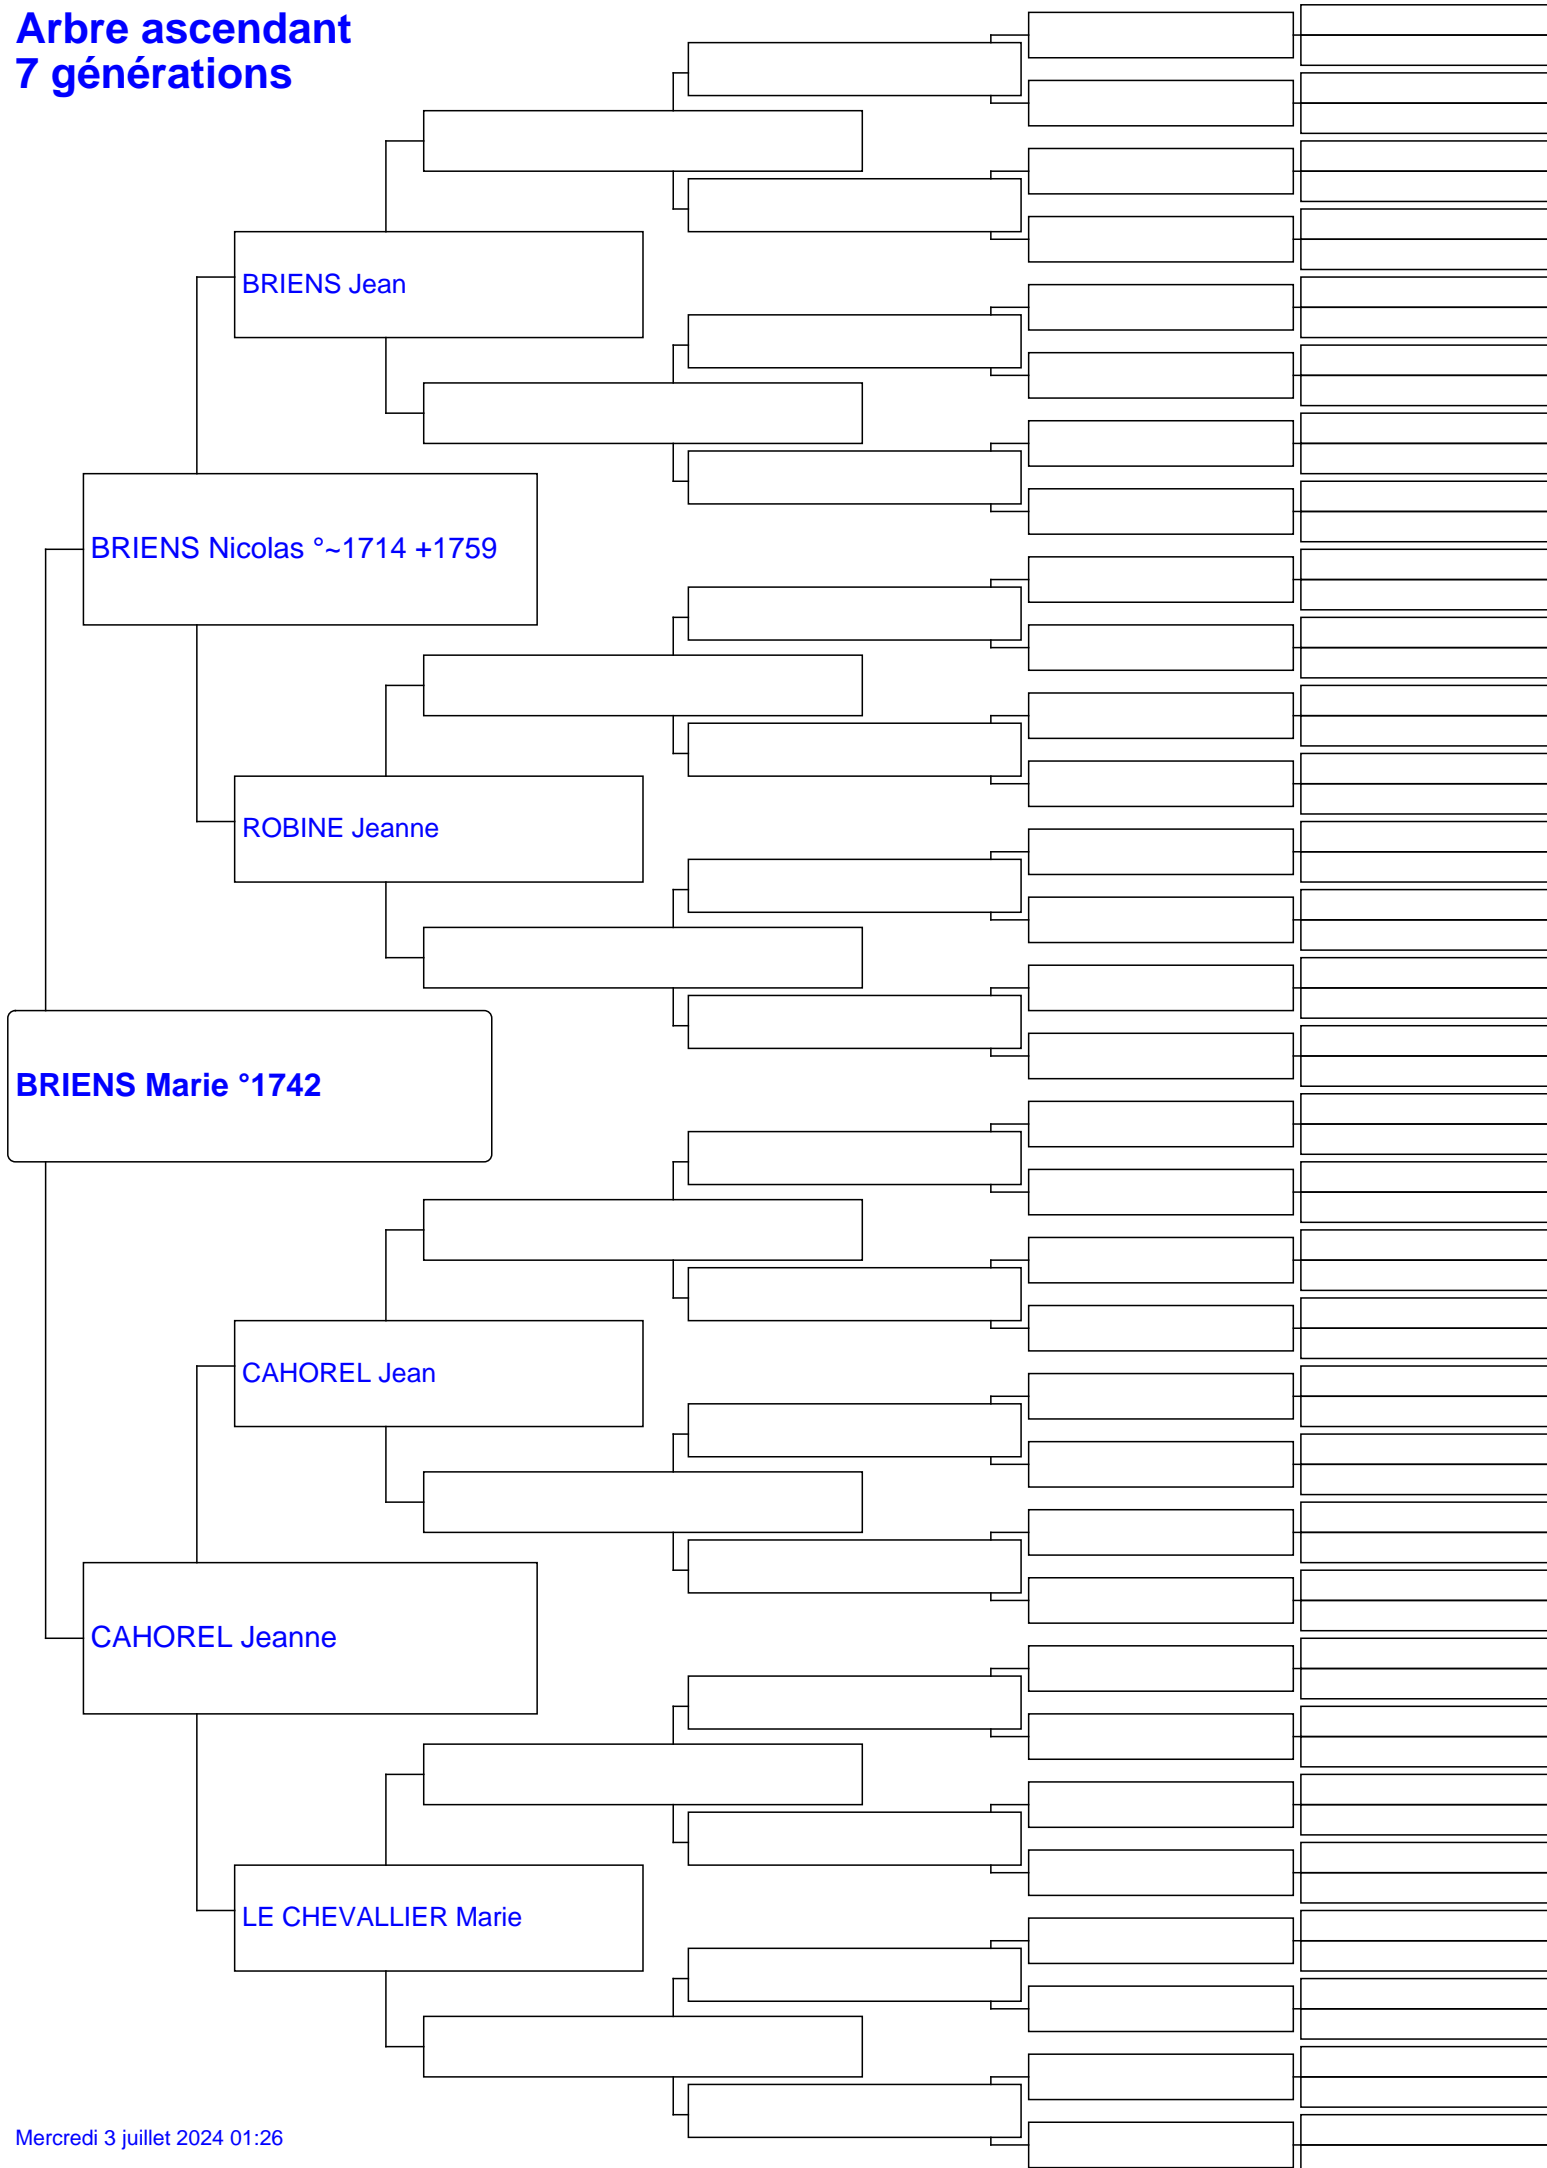 Arbre ascendant
7 générations
BRIENS Jean
BRIENS Nicolas °~1714 +1759
ROBINE Jeanne
BRIENS Marie °1742
CAHOREL Jean
CAHOREL Jeanne
LE CHEVALLIER Marie
Mercredi 3 juillet 2024 01:26